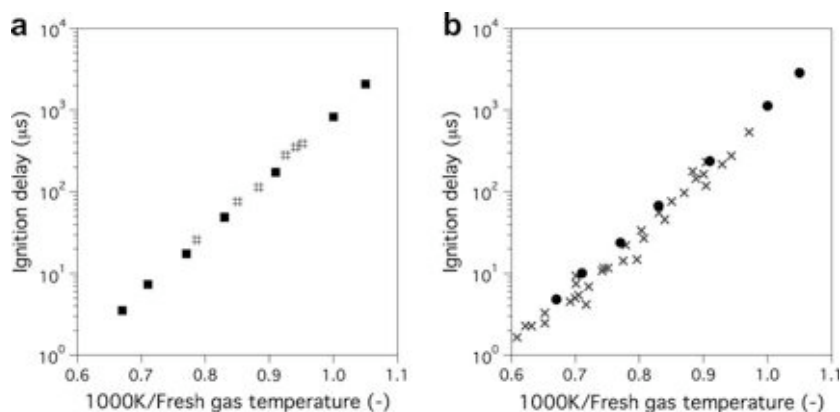 a
b
10⁴
10³
10²
10¹
10⁰
Ignition delay (μs)
0.6 0.7 0.8 0.9 1.0 1.1
1000K/Fresh gas temperature (-)
10⁴
10³
10²
10¹
10⁰
Ignition delay (μs)
0.6 0.7 0.8 0.9 1.0 1.1
1000K/Fresh gas temperature (-)